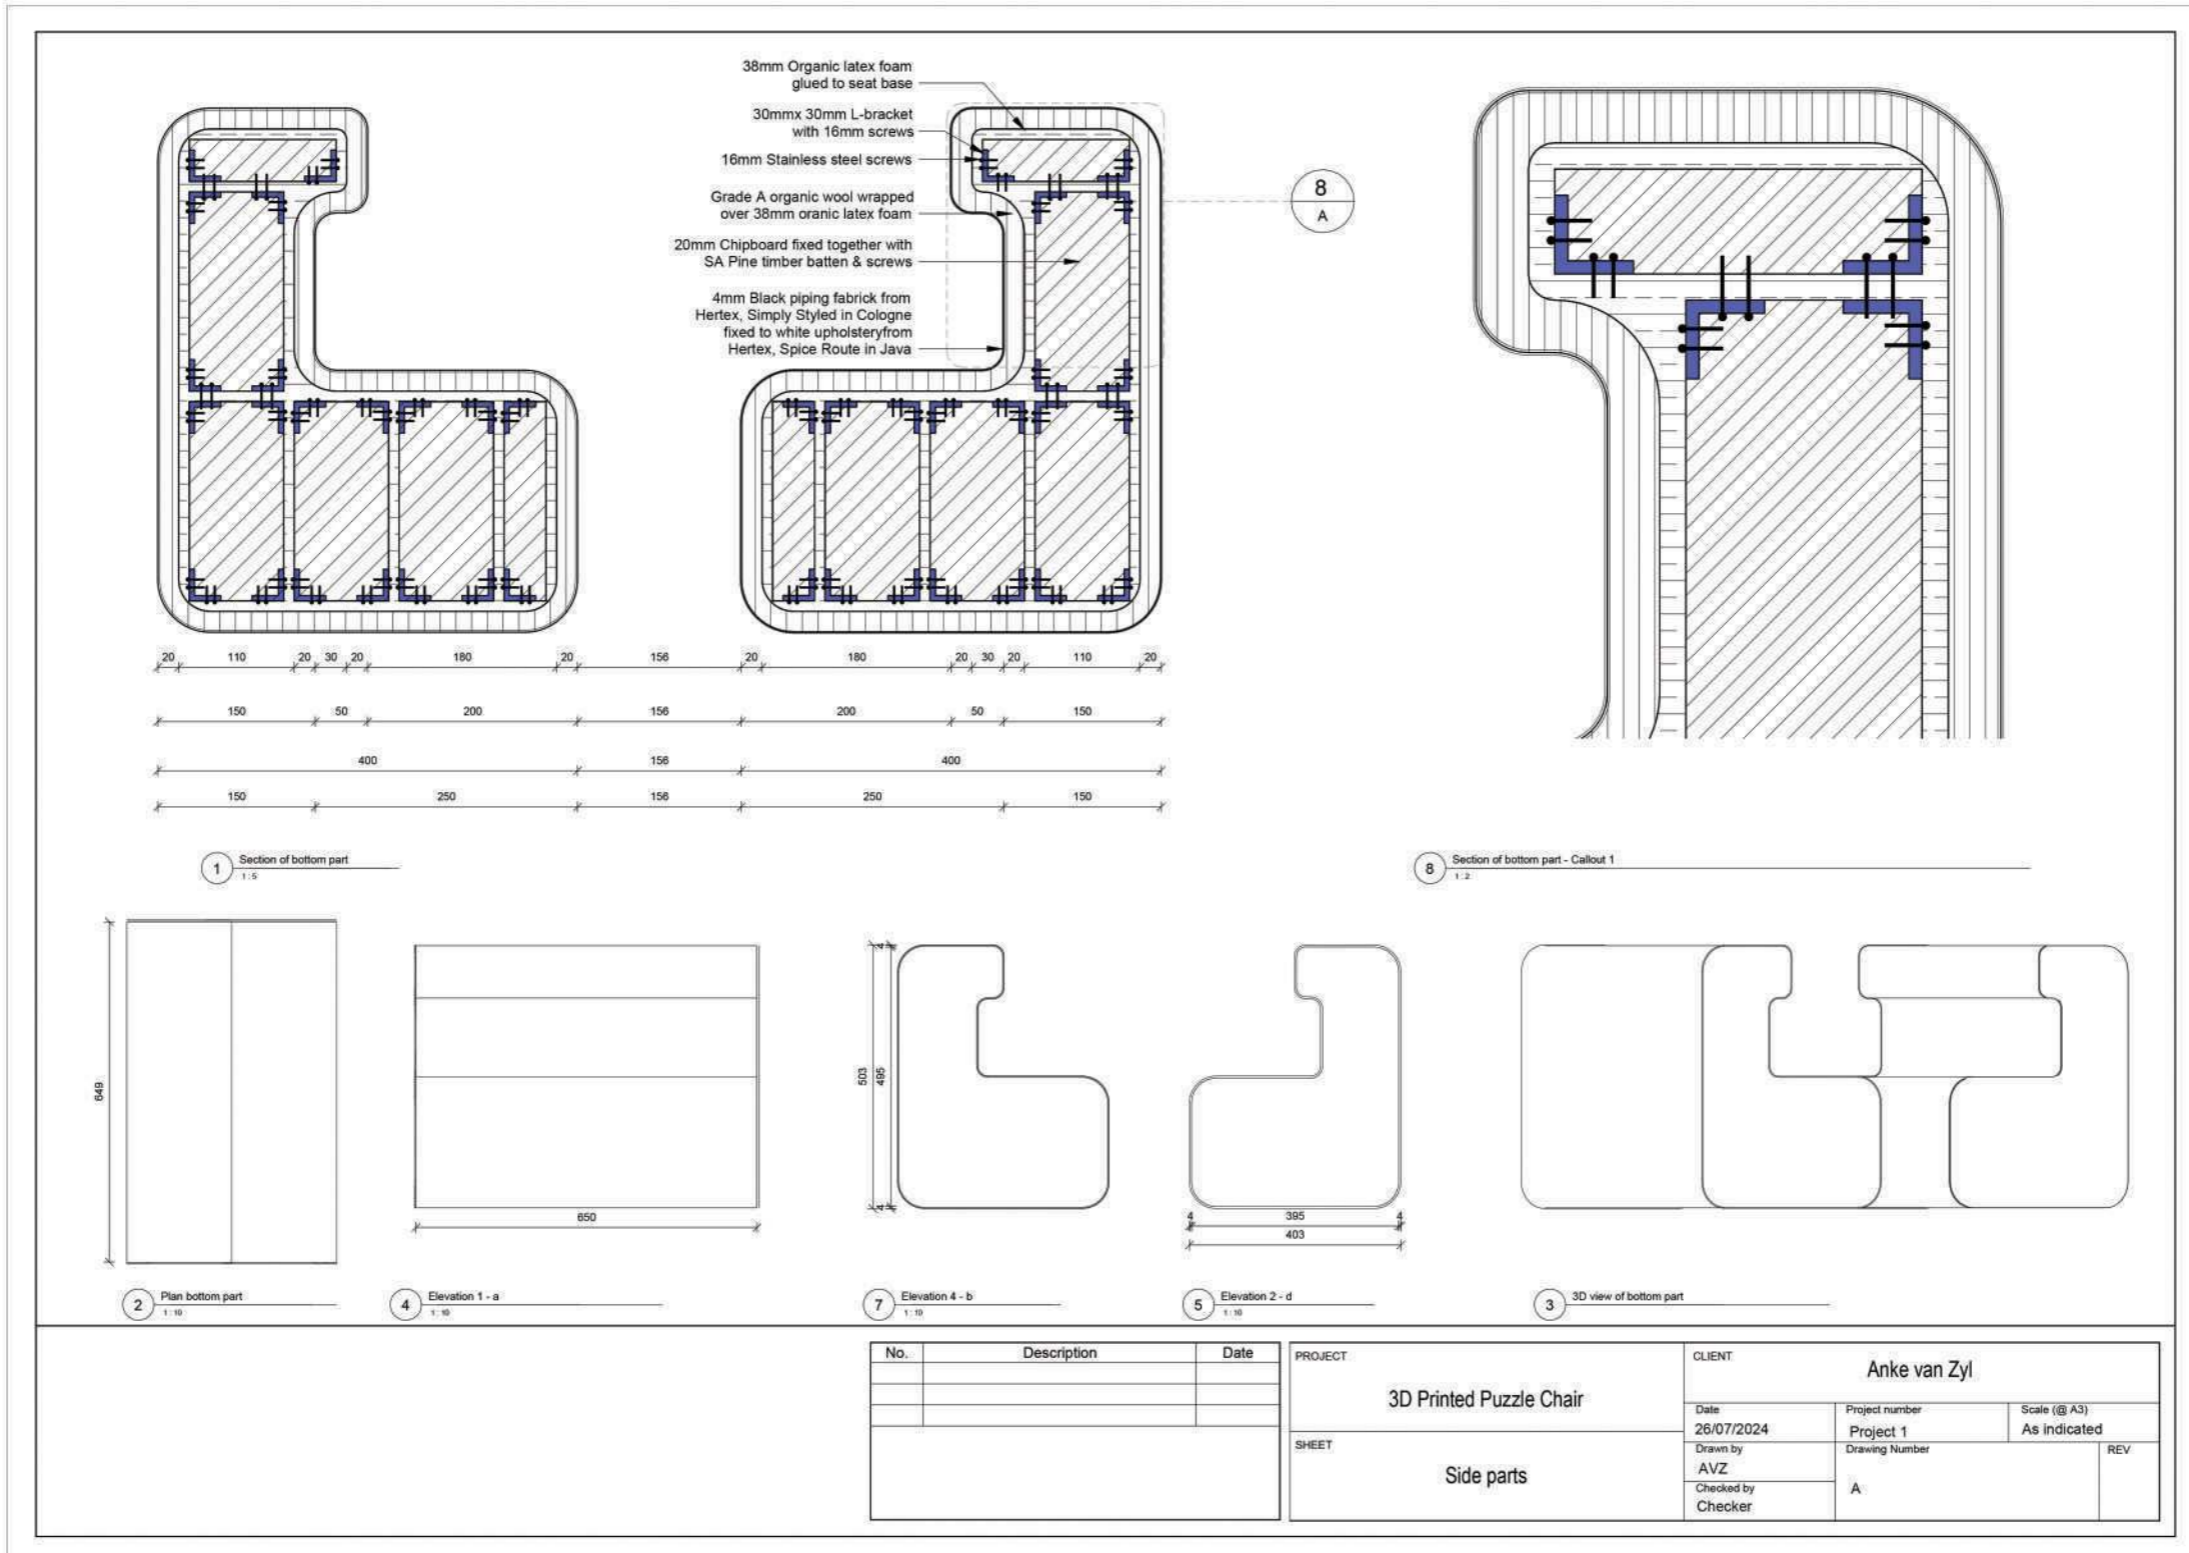 38mm Organic latex foam
glued to seat base
30mmx 30mm L-bracket
with 16mm screws
16mm Stainless steel screws
Grade A organic wool wrapped
over 38mm oranic latex foam
20mm Chipboard fixed together with
SA Pine timber batten & screws
4mm Black piping fabrick from
Hertex, Simply Styled in Cologne
fixed to white upholsteryfrom
Hertex, Spice Route in Java
8
A
20 110 20 30 20 180 20 156 20 180 20 30 20 110 20
150 50 200 156 200 50 150
400 156 400
150 250 156 250 150
1 Section of bottom part
1 : 5
8 Section of bottom part - Callout 1
1 : 2
649
650
503 495 4 4
4 395 4
403
2 Plan bottom part
1 : 10
4 Elevation 1 - a
1 : 10
7 Elevation 4 - b
1 : 10
5 Elevation 2 - d
1 : 10
3 3D view of bottom part
No. Description Date
PROJECT
3D Printed Puzzle Chair
SHEET
Side parts
CLIENT
Anke van Zyl
Date
26/07/2024
Project number
Project 1
Scale (@ A3)
As indicated
Drawn by
AVZ
Checked by
Checker
Drawing Number
A
REV